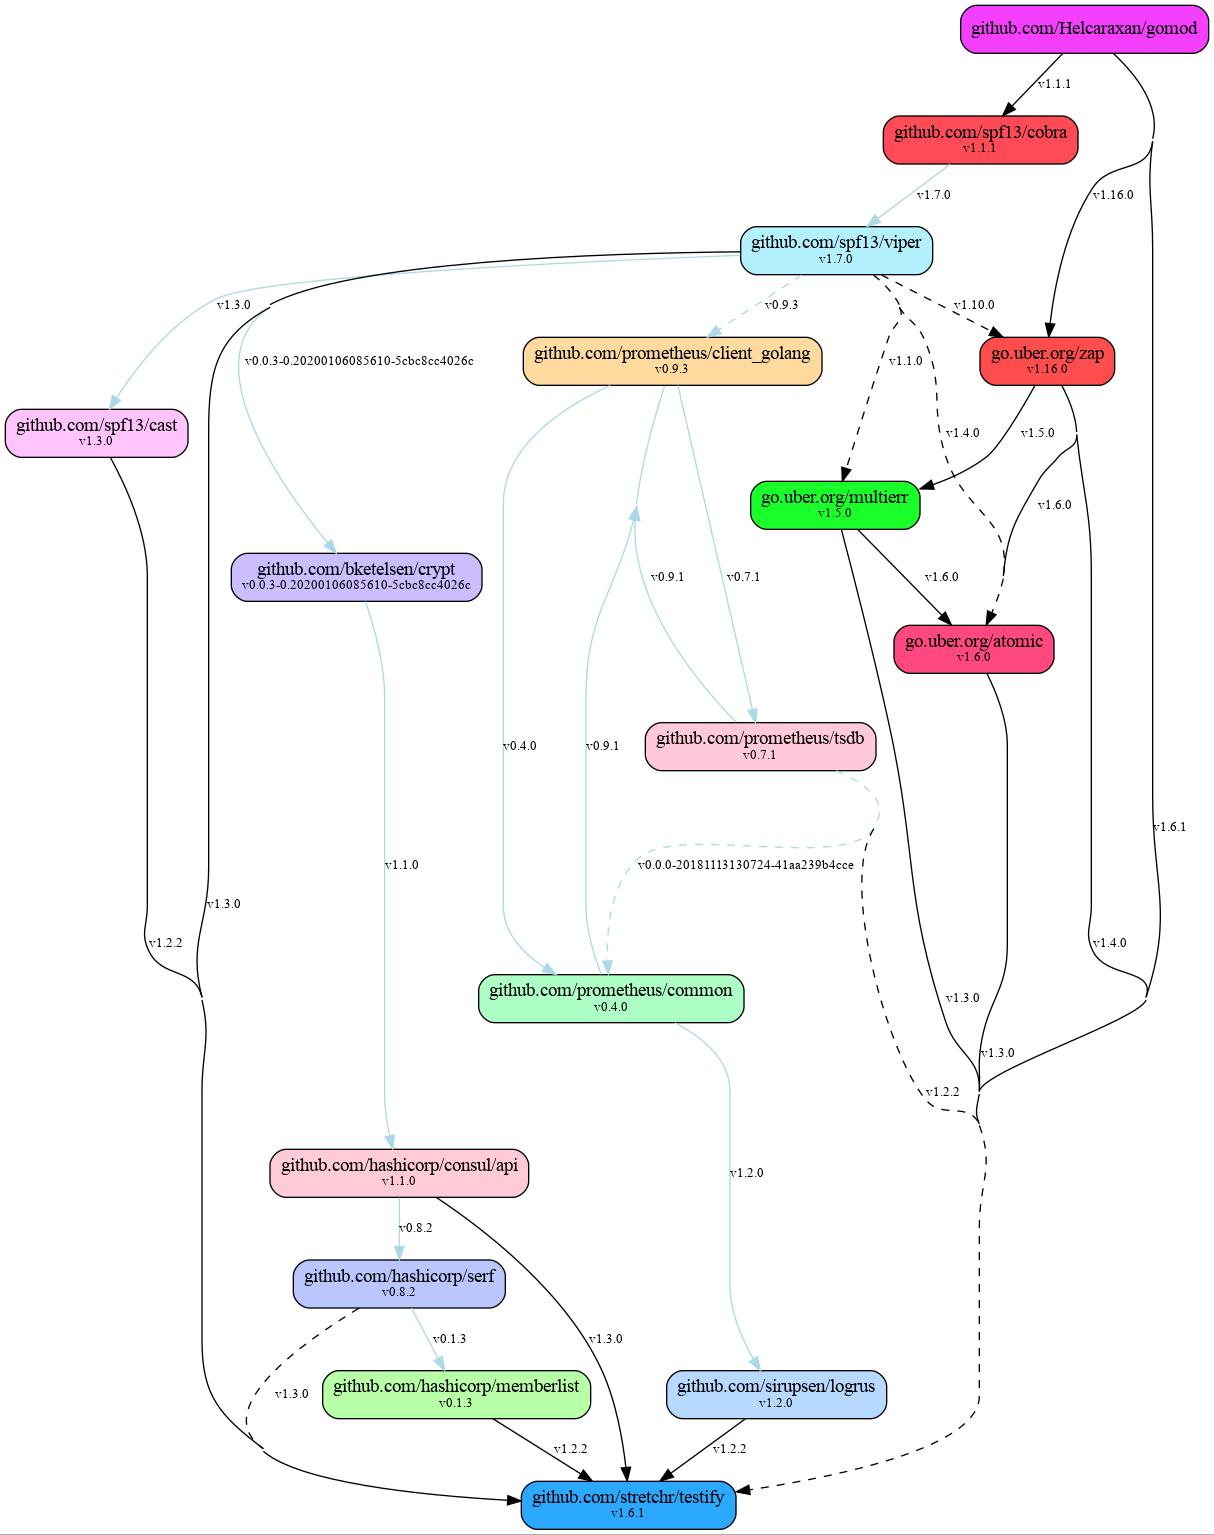 github.com/Helcaraxan/gomod
v1.1.1
github.com/spf13/cobra
v1.1.1
v1.7.0
v1.16.0
github.com/spf13/viper
v1.7.0
v1.3.0
v0.9.3
v1.10.0
github.com/prometheus/client_golang
v0.9.3
go.uber.org/zap
v1.16.0
v0.0.3-0.20200106085610-5cbc8cc4026c
v1.1.0
github.com/spf13/cast
v1.3.0
v1.4.0
v1.5.0
go.uber.org/multierr
v1.5.0
v1.6.0
github.com/bketelsen/crypt
v0.0.3-0.20200106085610-5cbc8cc4026c
v0.9.1
v0.7.1
v1.6.0
go.uber.org/atomic
v1.6.0
github.com/prometheus/tsdb
v0.7.1
v0.4.0
v0.9.1
v1.6.1
v1.1.0
v0.0.0-20181113130724-41aa239b4cce
v1.3.0
v1.2.2
v1.4.0
github.com/prometheus/common
v0.4.0
v1.3.0
v1.3.0
v1.2.2
github.com/hashicorp/consul/api
v1.1.0
v1.2.0
v0.8.2
github.com/hashicorp/serf
v0.8.2
v0.1.3
v1.3.0
v1.3.0
github.com/hashicorp/memberlist
v0.1.3
github.com/sirupsen/logrus
v1.2.0
v1.2.2
v1.2.2
github.com/stretchr/testify
v1.6.1